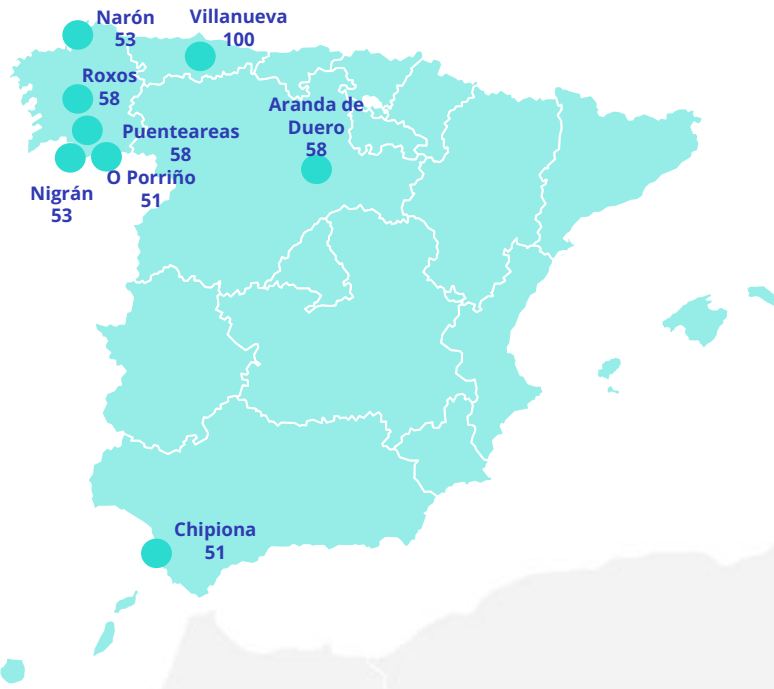 Narón
53
Villanueva
100
Roxos
58
Aranda de
Duero
58
Puenteareas
58
O Porriño
51
Nigrán
53
Chipiona
51